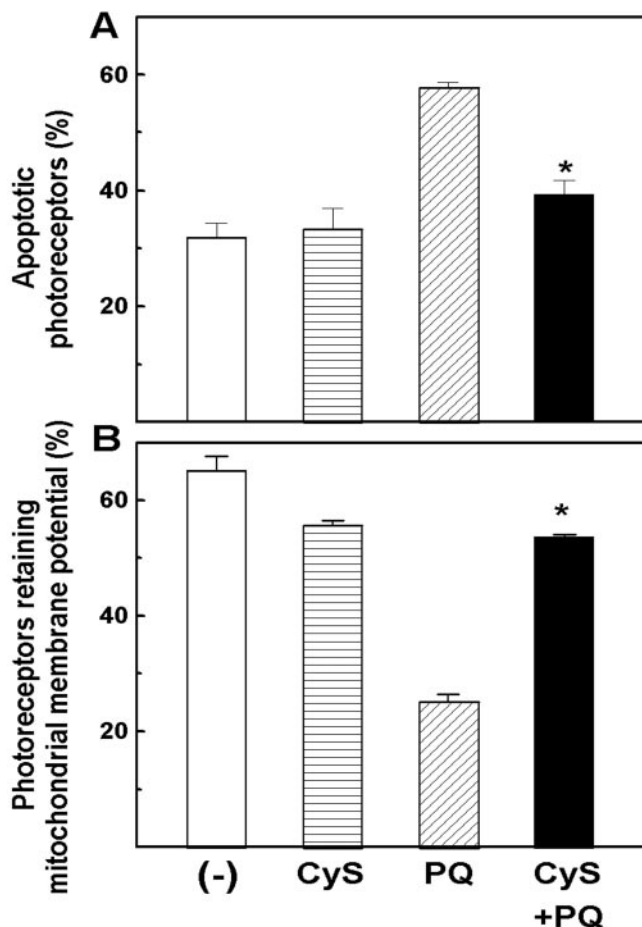 A
Apoptotic
photoreceptors (%)
60
40
20
*
B
Photoreceptors retaining
mitochondrial membrane potential (%)
60
40
20
*
(-) CyS PQ CyS
+PQ